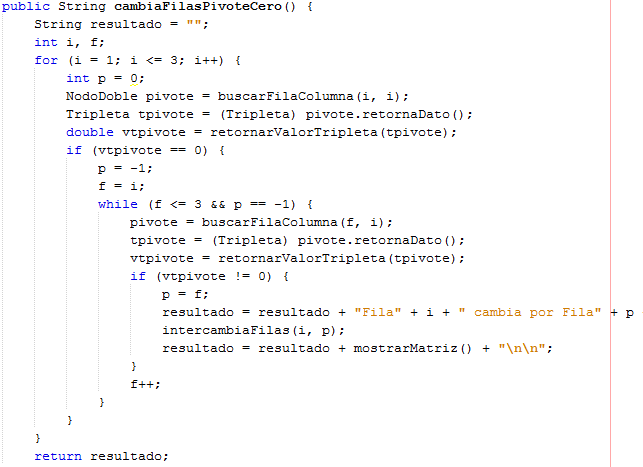 public String cambiaFilasPivoteCero() {
    String resultado = "";
    int i, f;
    for (i = 1; i <= 3; i++) {
        int p = 0;
        NodoDoble pivote = buscarFilaColumna(i, i);
        Tripleta tpivote = (Tripleta) pivote.retornaDato();
        double vtpivote = retornarValorTripleta(tpivote);
        if (vtpivote == 0) {
            p = -1;
            f = i;
            while (f <= 3 && p == -1) {
                pivote = buscarFilaColumna(f, i);
                tpivote = (Tripleta) pivote.retornaDato();
                vtpivote = retornarValorTripleta(tpivote);
                if (vtpivote != 0) {
                    p = f;
                    resultado = resultado + "Fila" + i + " cambia por Fila" + p
                    intercambiaFilas(i, p);
                    resultado = resultado + mostrarMatriz() + "\n\n";
                }
                f++;
            }
        }
    }
    return resultado;